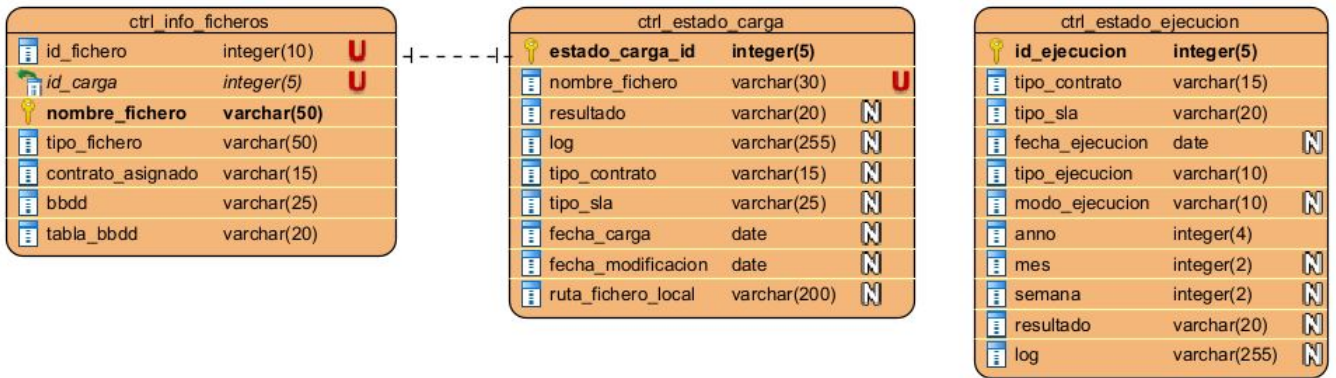 ctrl_info_ficheros
id_fichero integer(10) U
id_carga integer(5) U
nombre_fichero varchar(50)
tipo_fichero varchar(50)
contrato_asignado varchar(15)
bbdd varchar(25)
tabla_bbdd varchar(20)
ctrl_estado_carga
estado_carga_id integer(5)
nombre_fichero varchar(30) U
resultado varchar(20) N
log varchar(255) N
tipo_contrato varchar(15) N
tipo_sla varchar(25) N
fecha_carga date N
fecha_modificacion date N
ruta_fichero_local varchar(200) N
ctrl_estado_ejecucion
id_ejecucion integer(5)
tipo_contrato varchar(15)
tipo_sla varchar(20)
fecha_ejecucion date N
tipo_ejecucion varchar(10)
modo_ejecucion varchar(10) N
anno integer(4)
mes integer(2) N
semana integer(2) N
resultado varchar(20) N
log varchar(255) N